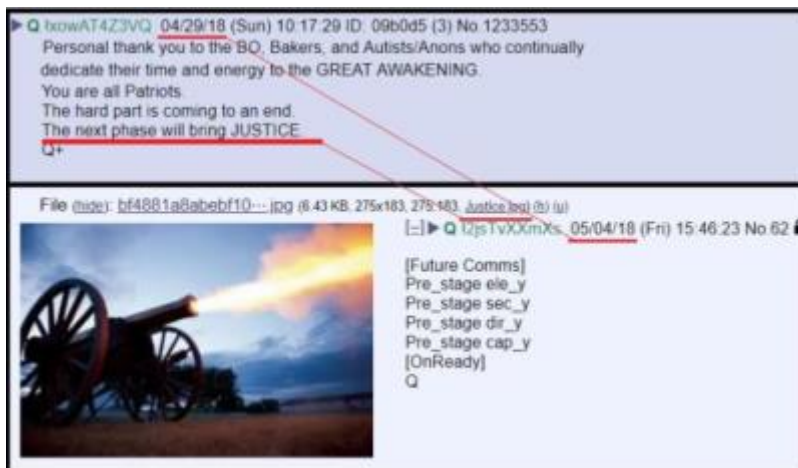 ▶ Q !xowAT4Z3VQ 04/29/18 (Sun) 10:17:29 ID: 09b0d5 (3) No.1233553
Personal thank you to the BO, Bakers, and Autists/Anons who continually
dedicate their time and energy to the GREAT AWAKENING.
You are all Patriots.
The hard part is coming to an end.
The next phase will bring JUSTICE.
Q+
File (hide): bf4881a8abebf10···.jpg (6.43 KB, 275x183, 275:183, Justice.jpg) (h) (u)
[–] ▶ Q !2jsTvXXmXs 05/04/18 (Fri) 15:46:23 No.62
[Future Comms]
Pre_stage ele_y
Pre_stage sec_y
Pre_stage dir_y
Pre_stage cap_y
[OnReady]
Q